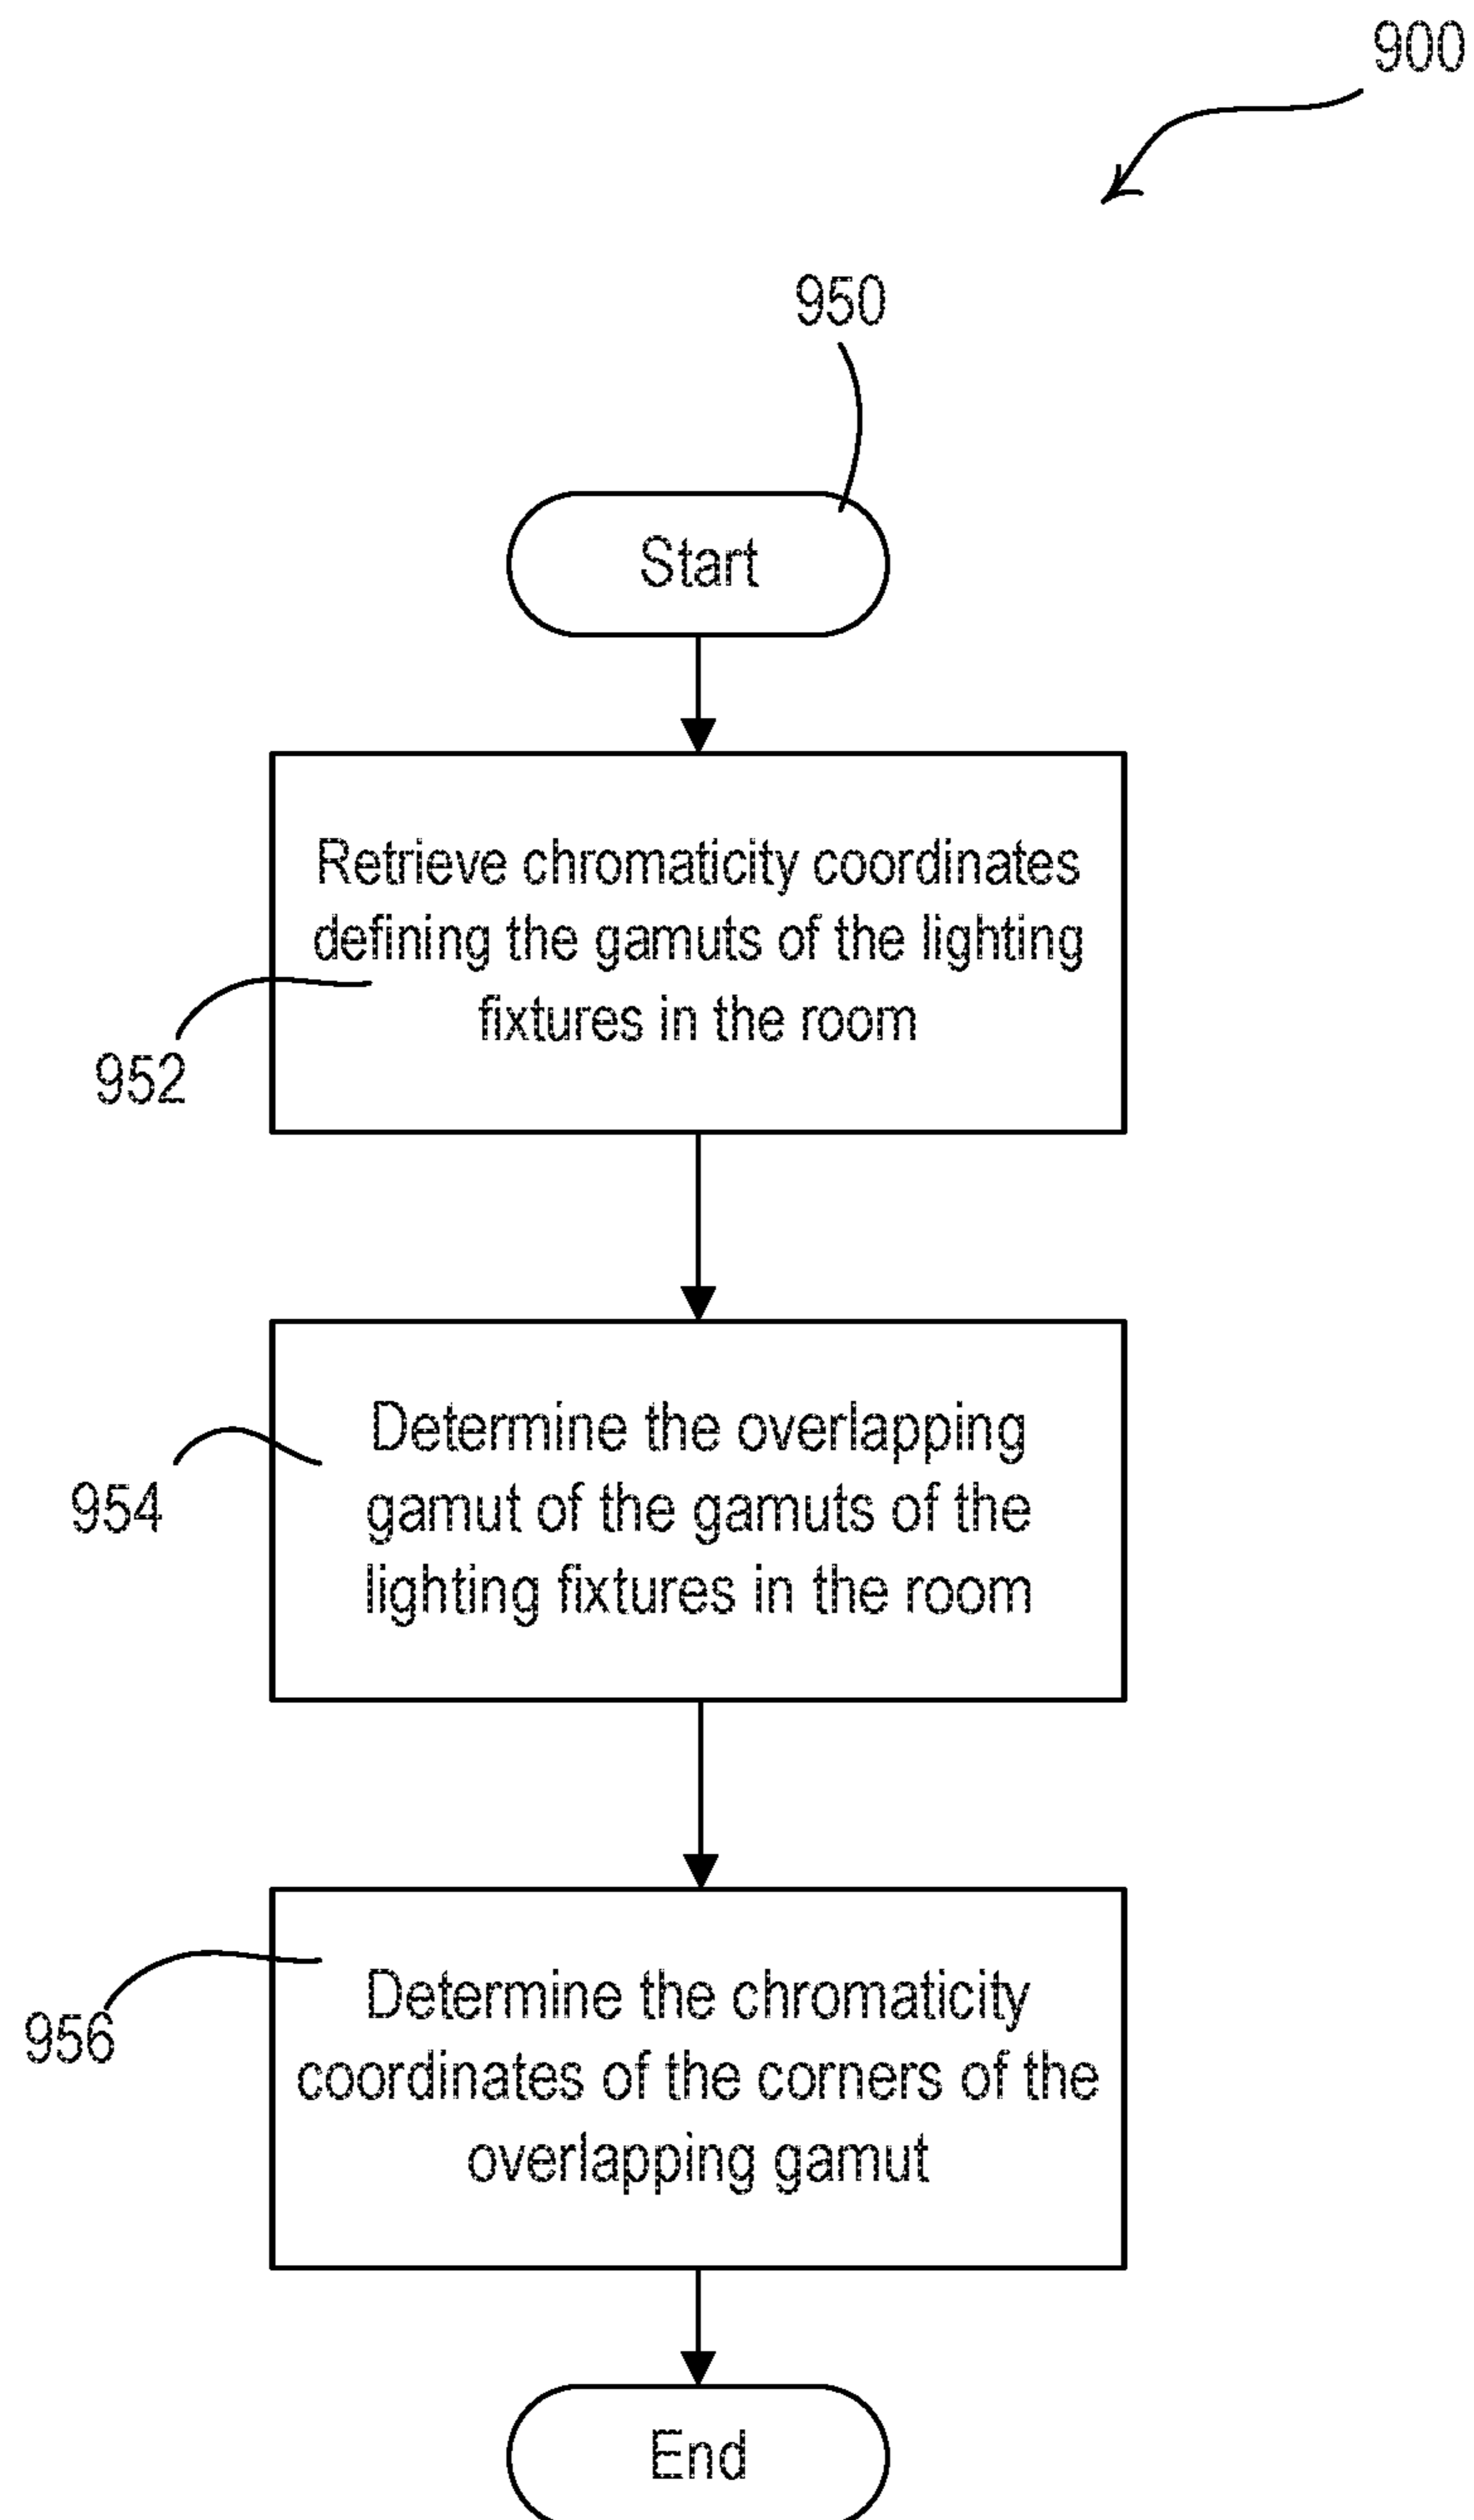 900
950
Start
Retrieve chromaticity coordinates
defining the gamuts of the lighting
fixtures in the room
952
Determine the overlapping
gamut of the gamuts of the
lighting fixtures in the room
954
Determine the chromaticity
coordinates of the corners of the
overlapping gamut
956
End